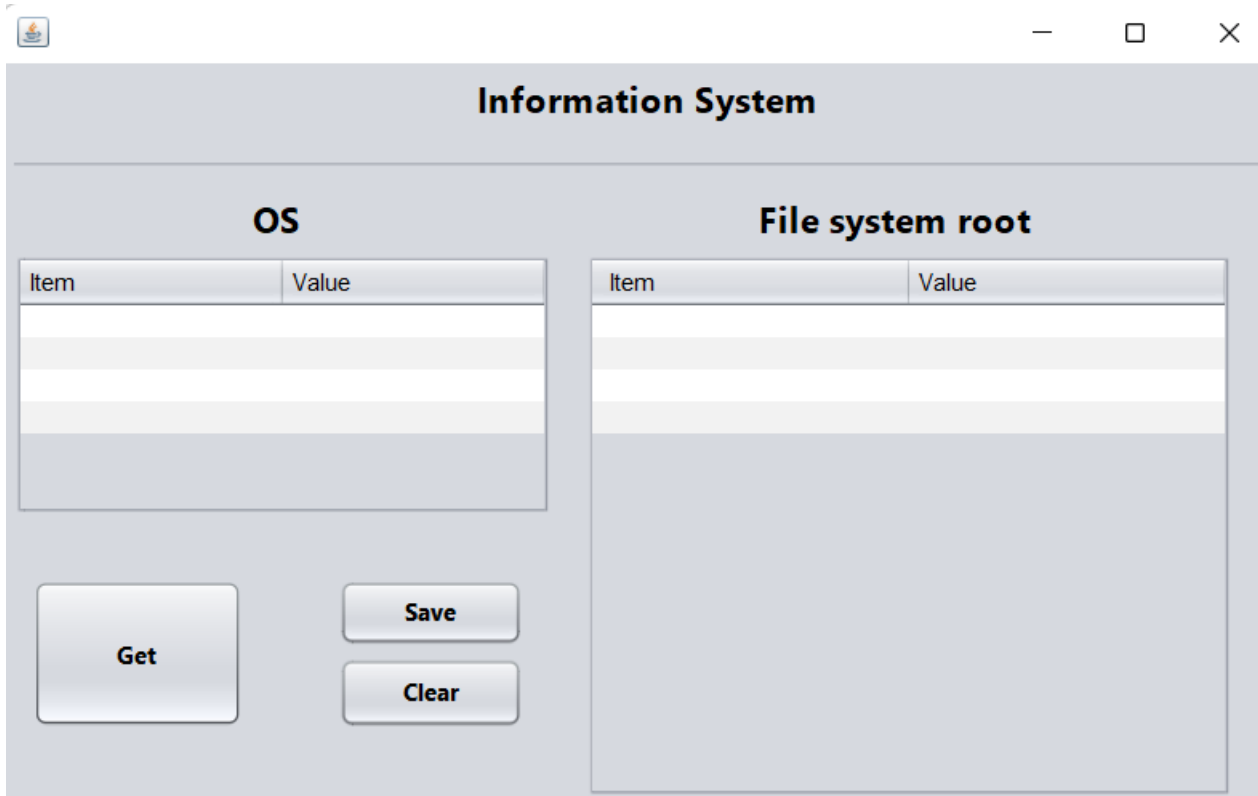 Information System
OS
File system root
Item Value
Item Value
Get
Save
Clear